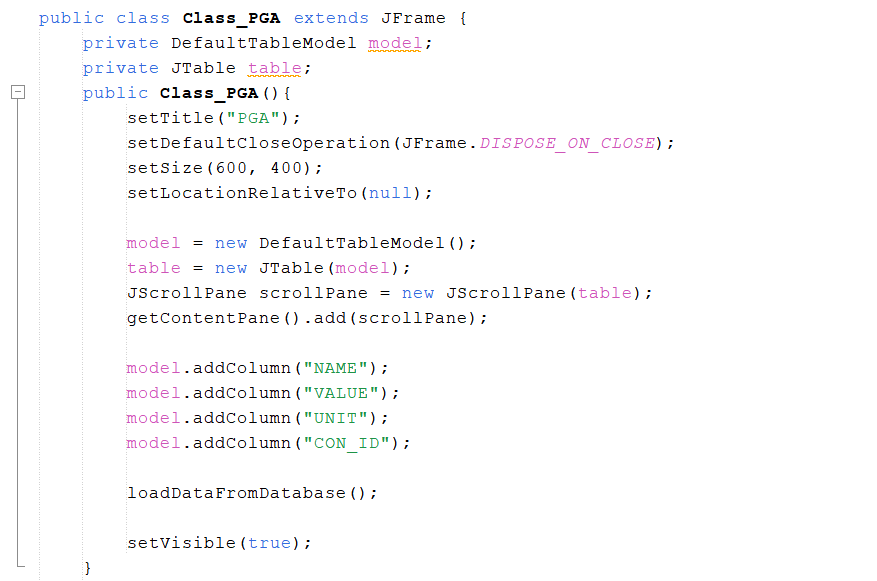 public class Class_PGA extends JFrame {
    private DefaultTableModel model;
    private JTable table;
    public Class_PGA(){
        setTitle("PGA");
        setDefaultCloseOperation(JFrame.DISPOSE_ON_CLOSE);
        setSize(600, 400);
        setLocationRelativeTo(null);

        model = new DefaultTableModel();
        table = new JTable(model);
        JScrollPane scrollPane = new JScrollPane(table);
        getContentPane().add(scrollPane);

        model.addColumn("NAME");
        model.addColumn("VALUE");
        model.addColumn("UNIT");
        model.addColumn("CON_ID");

        loadDataFromDatabase();

        setVisible(true);
    }